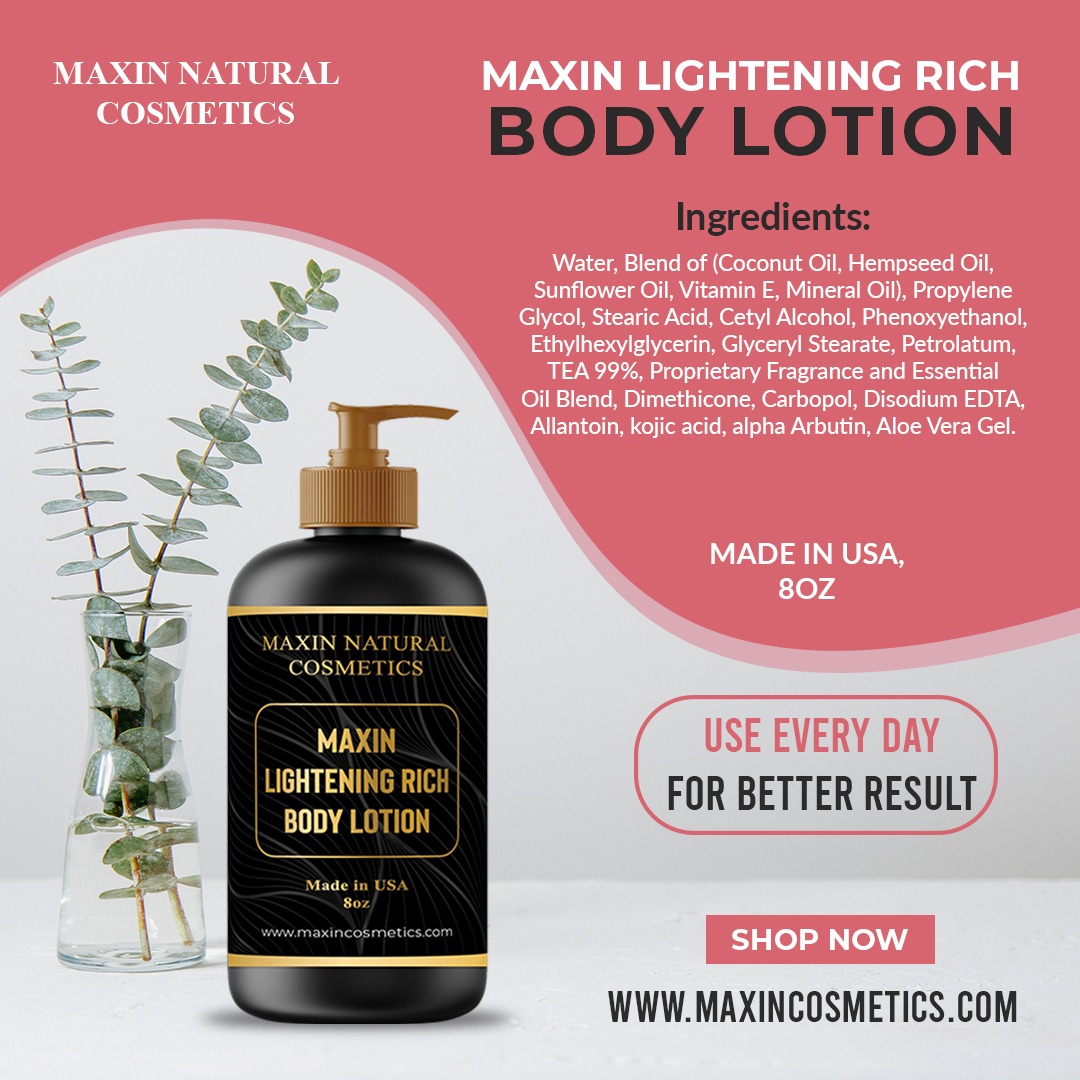 MAXIN NATURAL
COSMETICS
MAXIN LIGHTENING RICH
BODY LOTION
Ingredients:
Water, Blend of (Coconut Oil, Hempseed Oil,
Sunflower Oil, Vitamin E, Mineral Oil), Propylene
Glycol, Stearic Acid, Cetyl Alcohol, Phenoxyethanol,
Ethylhexylglycerin, Glyceryl Stearate, Petrolatum,
TEA 99%, Proprietary Fragrance and Essential
Oil Blend, Dimethicone, Carbopol, Disodium EDTA,
Allantoin, kojic acid, alpha Arbutin, Aloe Vera Gel.
MADE IN USA,
8OZ
MAXIN NATURAL
COSMETICS
MAXIN
LIGHTENING RICH
BODY LOTION
Made in USA
8oz
www.maxincosmetics.com
USE EVERY DAY
FOR BETTER RESULT
SHOP NOW
WWW.MAXINCOSMETICS.COM